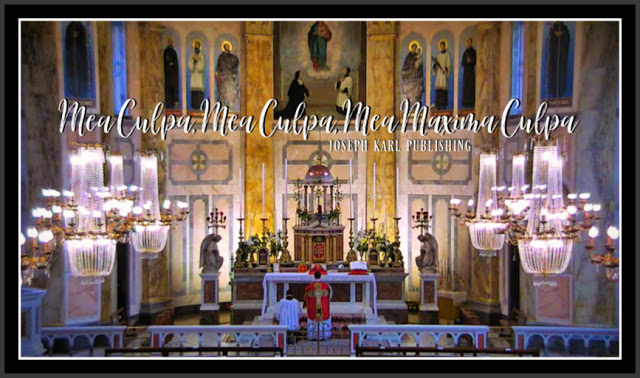 Mea Culpa, Mea Culpa, Mea Maxima Culpa
JOSEPH KARL PUBLISHING